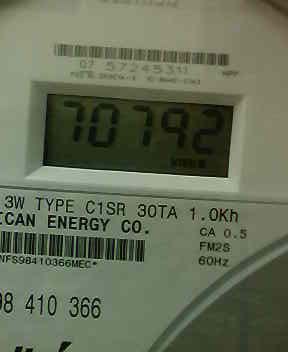 07 57245311
70792
3W TYPE C1SR 30TA 1.0Kh
ICAN ENERGY CO.
CA 0.5
FM2S
NFS98410366MEC*
60Hz
98 410 366